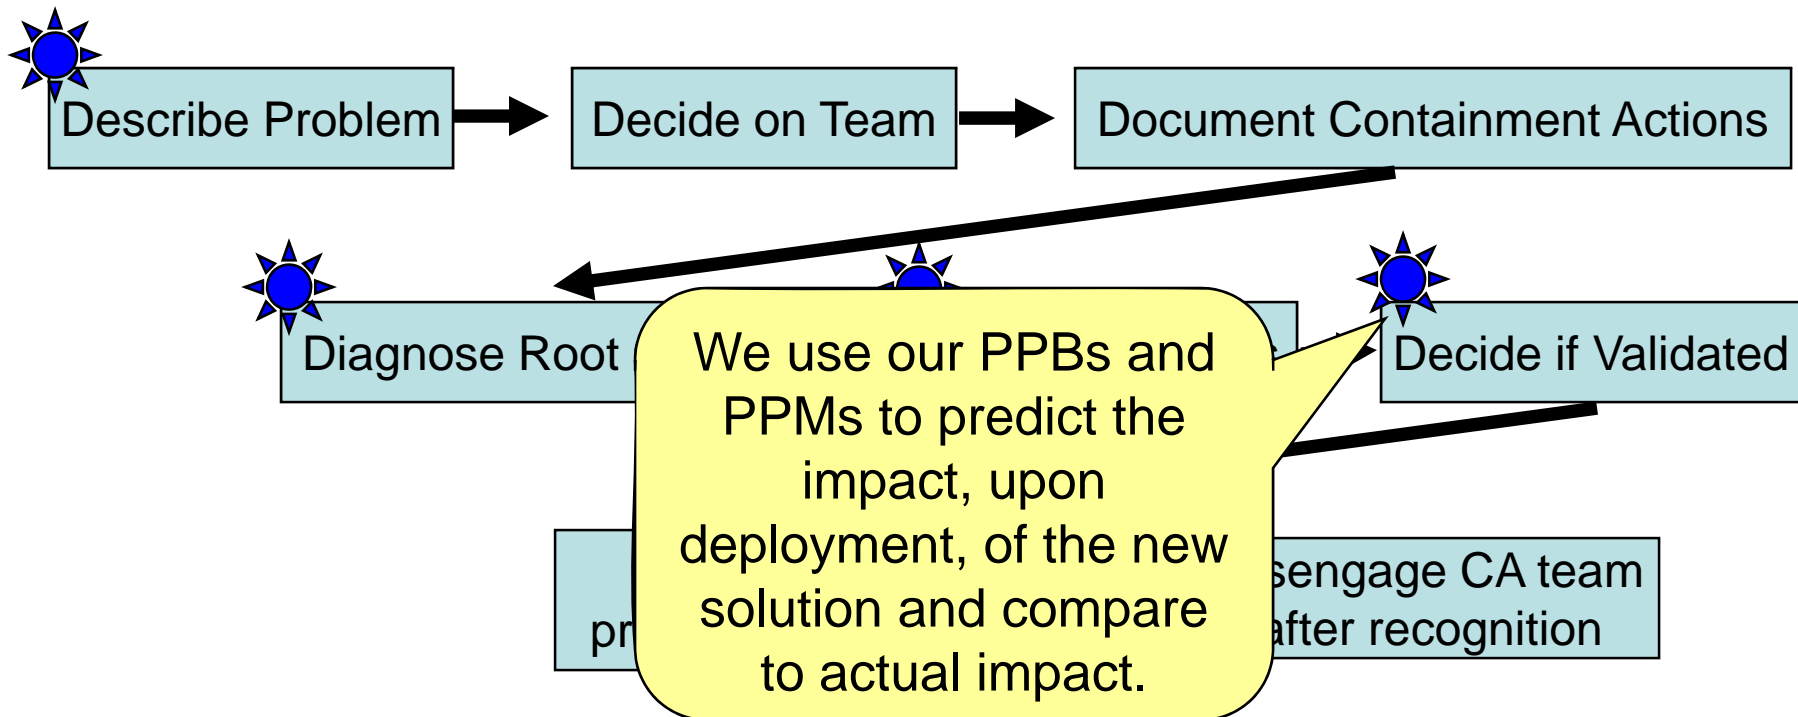 Describe Problem
Decide on Team
Document Containment Actions
Diagnose Root
We use our PPBs and
PPMs to predict the
impact, upon
deployment, of the new
solution and compare
to actual impact.
Decide if Validated
pr
sengage CA team
after recognition